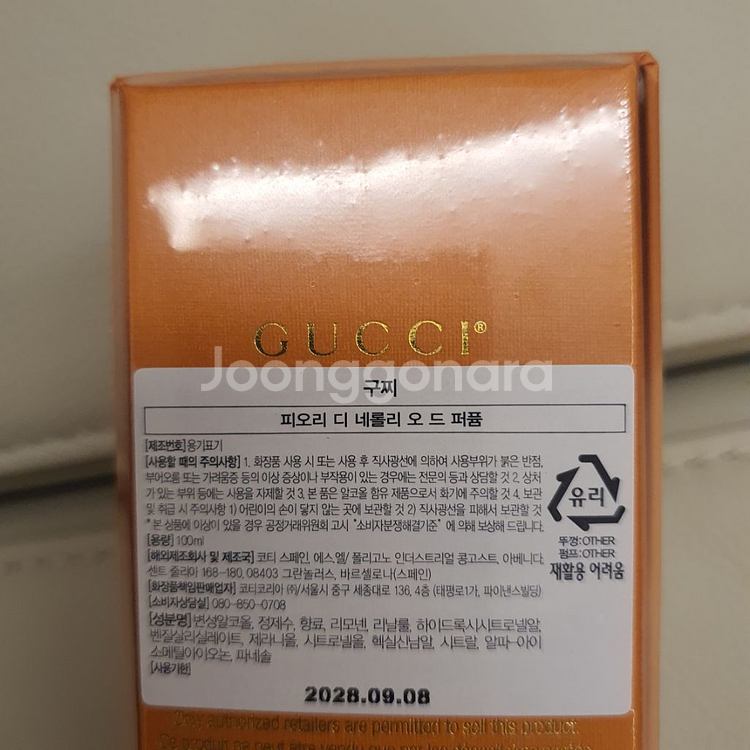 GUCCI®
Joonggonara
구찌
피오리 디 네롤리 오 드 퍼퓸
[제조번호]용기표기
[사용할 때의 주의사항] 1. 화장품 사용 시 또는 사용 후 직사광선에 의하여 사용부위가 붉은 반점,
부어오름 또는 가려움증 등의 이상 증상이나 부작용이 있는 경우에는 전문의 등과 상담할 것 2. 상처
가 있는 부위 등에는 사용을 자제할 것 3. 본 품은 알코올 함유 제품으로서 화기에 주의할 것 4. 보관
및 취급 시 주의사항 1) 어린이의 손이 닿지 않는 곳에 보관할 것 2) 직사광선을 피해서 보관할 것
* 본 상품에 이상이 있을 경우 공정거래위원회 고시 "소비자분쟁해결기준" 에 의해 보상해 드립니다.
[용량] 100ml
[해외제조회사 및 제조국] 코티 스페인, 에스.엘/ 폴리고노 인더스트리얼 콩고스트, 아베니다.
센트 줄리아 168-180, 08403 그란놀러스, 바르셀로나(스페인)
[화장품책임판매업자] 코티코리아 ㈜/서울시 중구 세종대로 136, 4층 (태평로1가, 파이낸스빌딩)
[소비자상담실] 080-850-0708
[성분명] 변성알코올, 정제수, 향료, 리모넨, 리날룰, 하이드록시시트로넬알,
벤질살리실레이트, 제라니올, 시트로넬올, 헥실신남알, 시트랄, 알파-아이
소메틸아이오논, 파네솔
[사용기한]
2028.09.08
유리
뚜껑:OTHER
펌프:OTHER
재활용 어려움
Only authorized retailers are permitted to sell this product.
Ce produit ne peut être vendu que par les